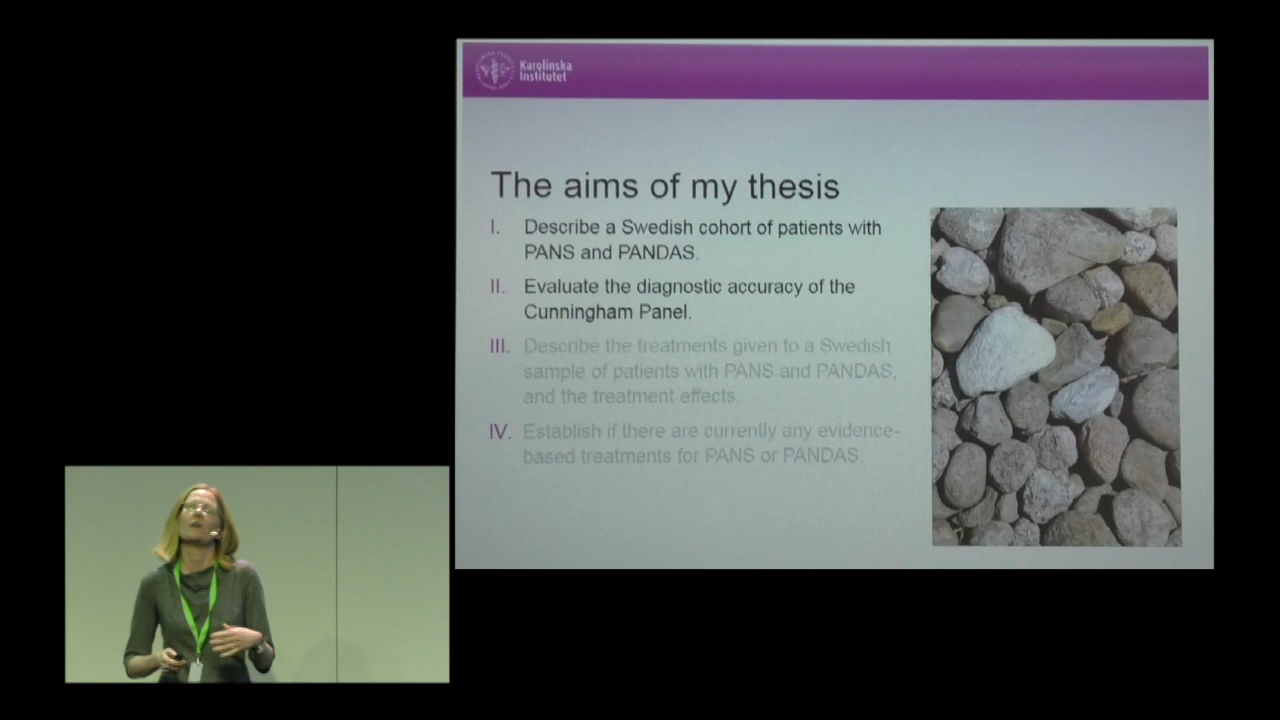 Karolinska
Institutet
The aims of my thesis
I. Describe a Swedish cohort of patients with
PANS and PANDAS.
II. Evaluate the diagnostic accuracy of the
Cunningham Panel.
III. Describe the treatments given to a Swedish
sample of patients with PANS and PANDAS,
and the treatment effects.
IV. Establish if there are currently any evidence-
based treatments for PANS or PANDAS.